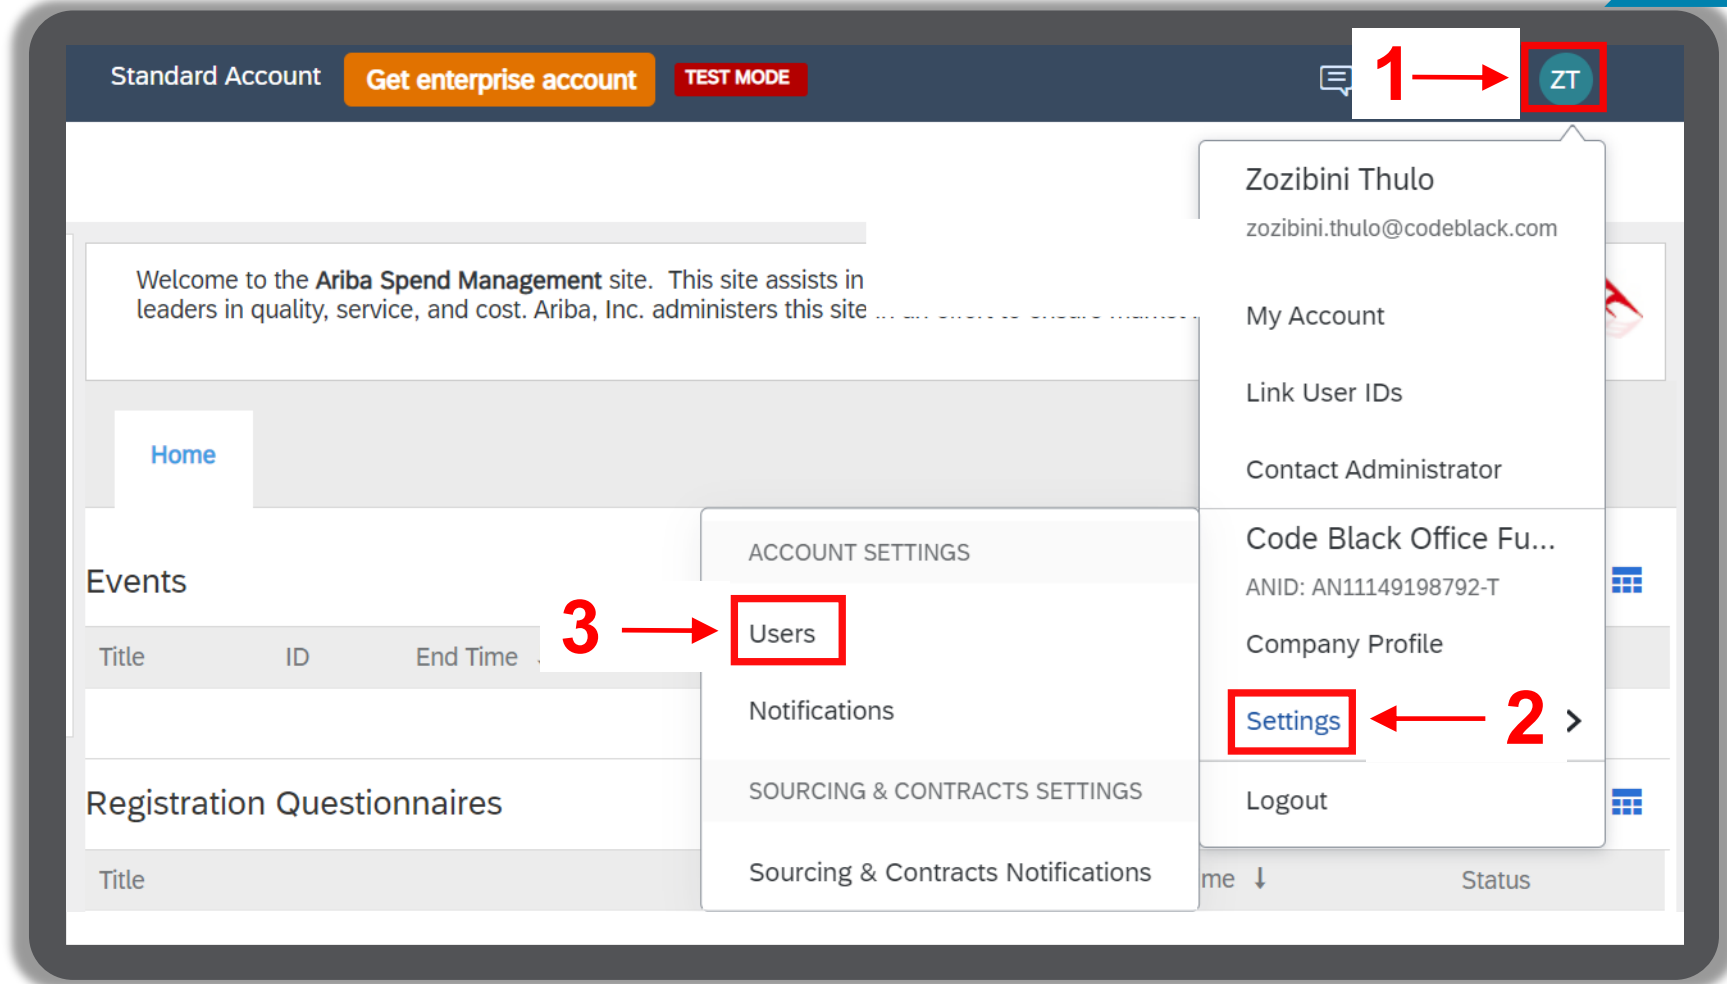 Standard Account
Get enterprise account
TEST MODE
1
ZT
Zozibini Thulo
zozibini.thulo@codeblack.com
Welcome to the Ariba Spend Management site. This site assists in
leaders in quality, service, and cost. Ariba, Inc. administers this site
My Account
Link User IDs
Home
Contact Administrator
Code Black Office Fu...
ANID: AN11149198792-T
Company Profile
Settings
2
Logout
ACCOUNT SETTINGS
3
Users
Notifications
SOURCING & CONTRACTS SETTINGS
Sourcing & Contracts Notifications
Events
Title ID End Time
Registration Questionnaires
Title me ↓ Status